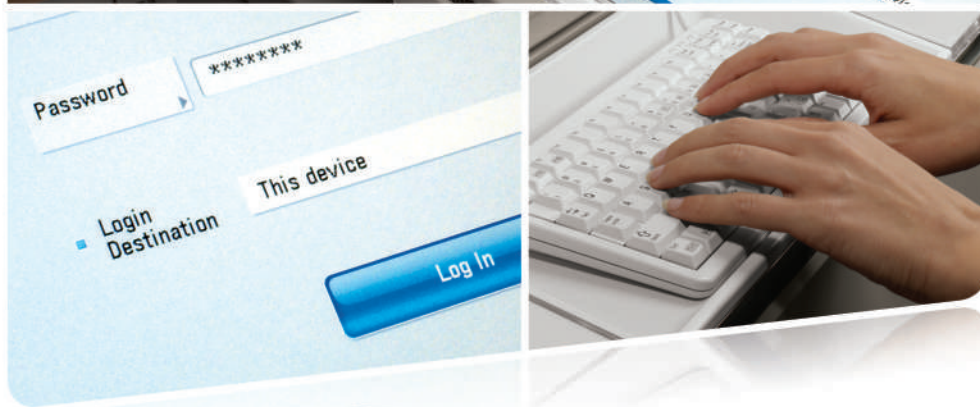 Password
********
This device
Login
Destination
Log In